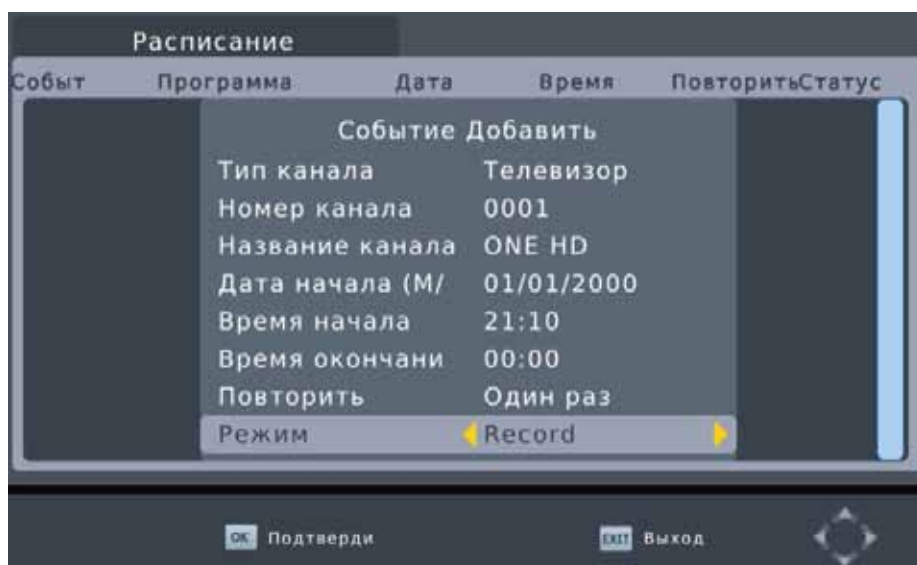 Расписание
Событ Программа Дата Время ПовторитьСтатус
Событие Добавить
Тип канала Телевизор
Номер канала 0001
Название канала ONE HD
Дата начала (М/ 01/01/2000
Время начала 21:10
Время окончани 00:00
Повторить Один раз
Режим Record
OK Подтверди EXIT Выход